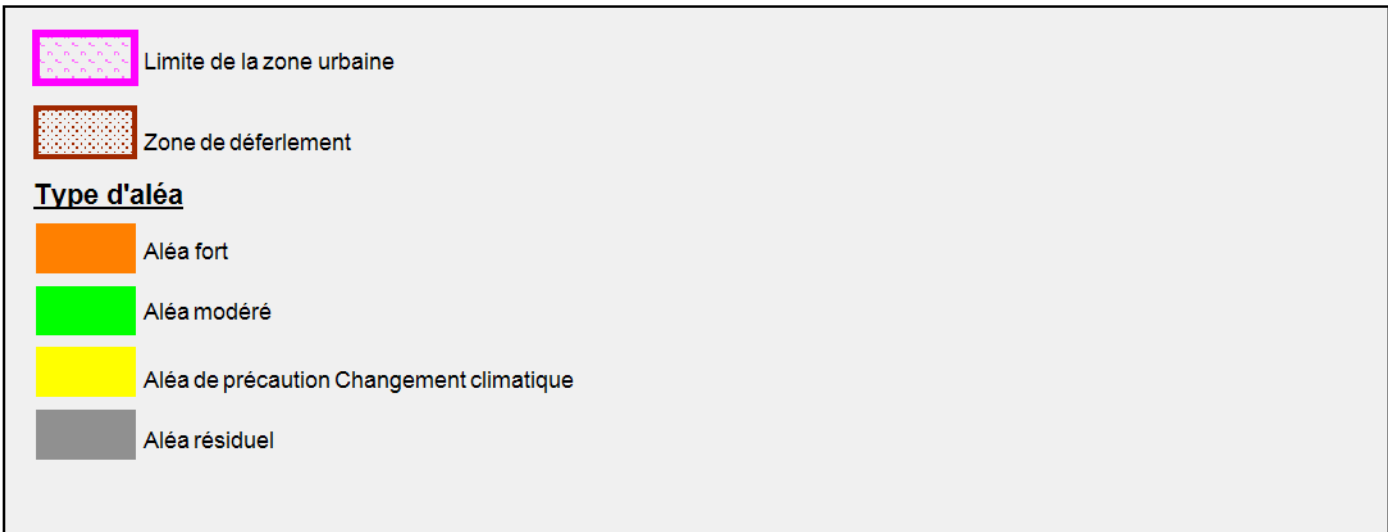 Limite de la zone urbaine
Zone de déferlement
Type d'aléa
Aléa fort
Aléa modéré
Aléa de précaution Changement climatique
Aléa résiduel